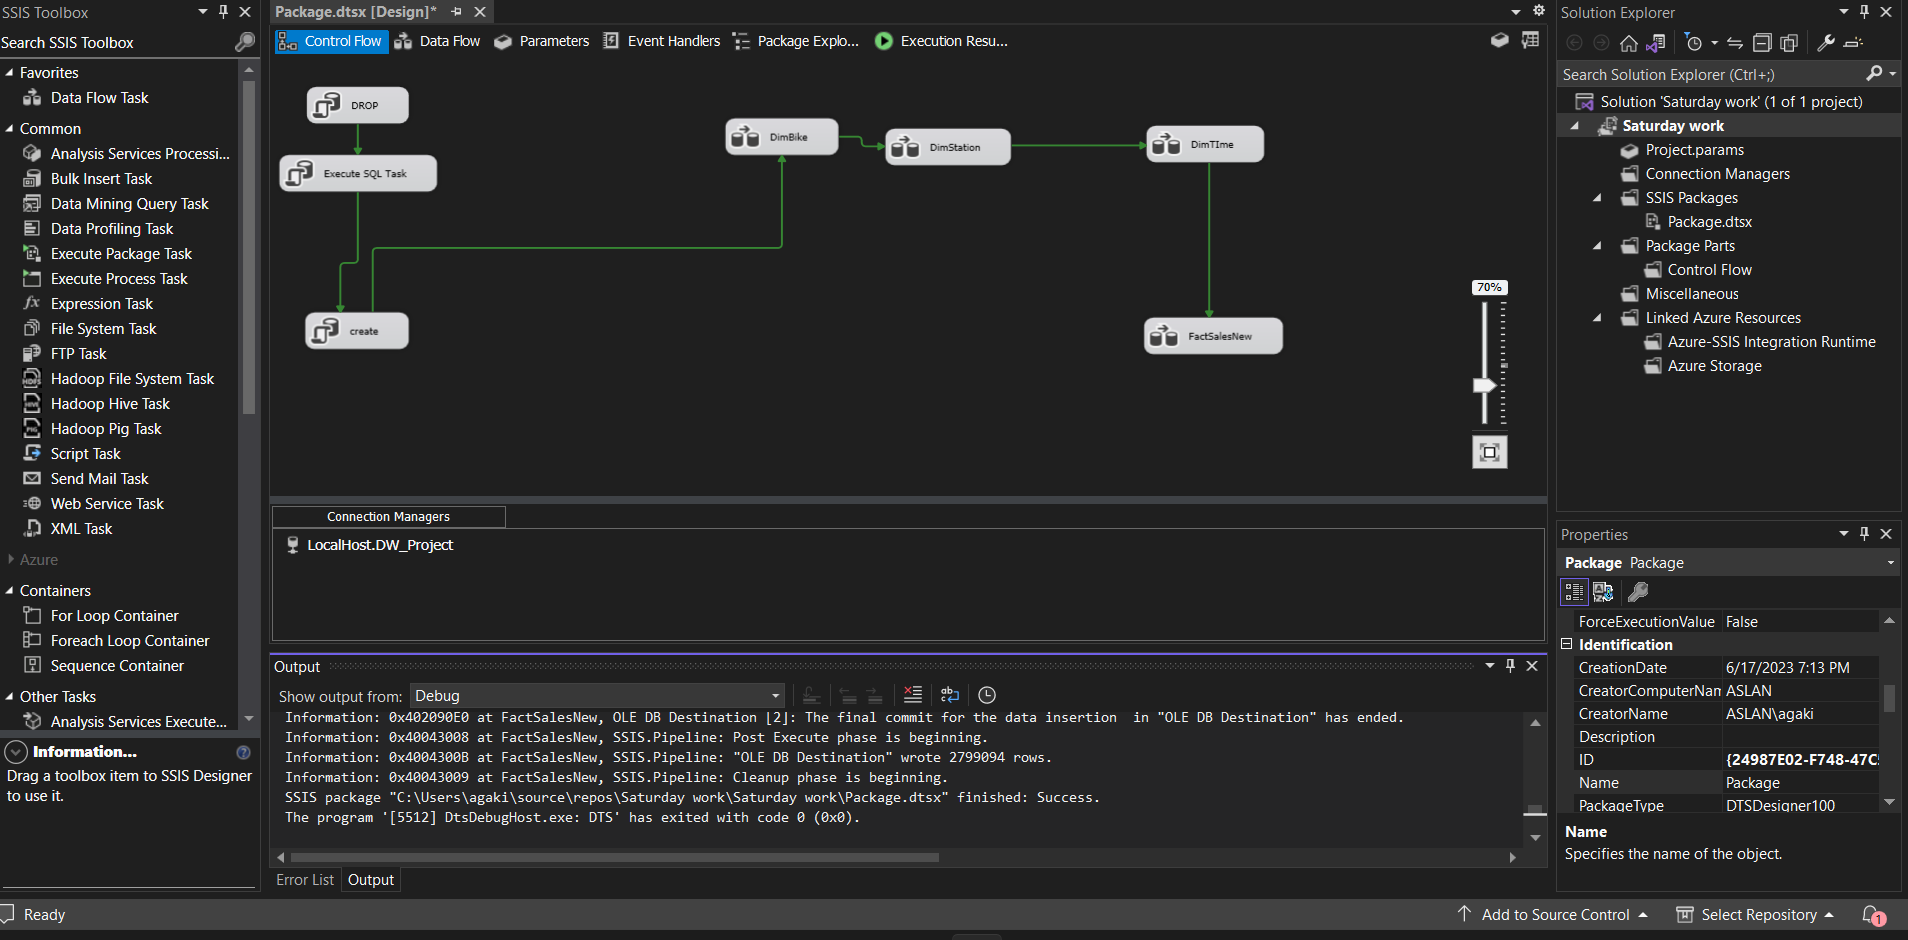 SSIS Toolbox
Search SSIS Toolbox
Favorites
Data Flow Task
Common
Analysis Services Processi...
Bulk Insert Task
Data Mining Query Task
Data Profiling Task
Execute Package Task
Execute Process Task
Expression Task
File System Task
FTP Task
Hadoop File System Task
Hadoop Hive Task
Hadoop Pig Task
Script Task
Send Mail Task
Web Service Task
XML Task
Azure
Containers
For Loop Container
Foreach Loop Container
Sequence Container
Other Tasks
Analysis Services Execute...
Information...
Drag a toolbox item to SSIS Designer
to use it.
Package.dtsx [Design]*
Control Flow
Data Flow
Parameters
Event Handlers
Package Explo...
Execution Resu...
DROP
Execute SQL Task
create
DimBike
DimStation
DimTIme
FactSalesNew
70%
Connection Managers
LocalHost.DW_Project
Output
Show output from: Debug
Information: 0x402090E0 at FactSalesNew, OLE DB Destination [2]: The final commit for the data insertion  in "OLE DB Destination" has ended.
Information: 0x40043008 at FactSalesNew, SSIS.Pipeline: Post Execute phase is beginning.
Information: 0x4004300B at FactSalesNew, SSIS.Pipeline: "OLE DB Destination" wrote 2799094 rows.
Information: 0x40043009 at FactSalesNew, SSIS.Pipeline: Cleanup phase is beginning.
SSIS package "C:\Users\agaki\source\repos\Saturday work\Saturday work\Package.dtsx" finished: Success.
The program '[5512] DtsDebugHost.exe: DTS' has exited with code 0 (0x0).
Error List
Output
Solution Explorer
Search Solution Explorer (Ctrl+;)
Solution 'Saturday work' (1 of 1 project)
Saturday work
Project.params
Connection Managers
SSIS Packages
Package.dtsx
Package Parts
Control Flow
Miscellaneous
Linked Azure Resources
Azure-SSIS Integration Runtime
Azure Storage
Properties
Package Package
ForceExecutionValue False
Identification
CreationDate 6/17/2023 7:13 PM
CreatorComputerNam ASLAN
CreatorName ASLAN\agaki
Description
ID {24987E02-F748-47C5
Name Package
PackageType DTSDesigner100
Name
Specifies the name of the object.
Ready
Add to Source Control
Select Repository
1